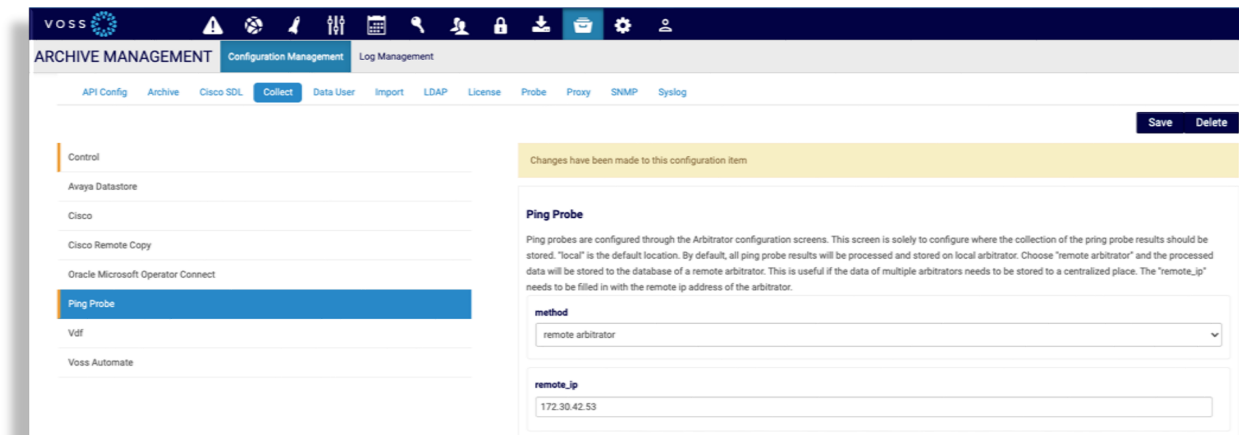 VOSS
ARCHIVE MANAGEMENT Configuration Management Log Management
API Config Archive Cisco SDL Collect Data User Import LDAP License Probe Proxy SNMP Syslog
Save Delete
Control
Avaya Datastore
Cisco
Cisco Remote Copy
Oracle Microsoft Operator Connect
Ping Probe
Vdf
Voss Automate
Changes have been made to this configuration item
Ping Probe
Ping probes are configured through the Arbitrator configuration screens. This screen is solely to configure where the collection of the pring probe results should be
stored. "local" is the default location. By default, all ping probe results will be processed and stored on local arbitrator. Choose "remote arbitrator" and the processed
data will be stored to the database of a remote arbitrator. This is useful if the data of multiple arbitrators needs to be stored to a centralized place. The "remote_ip"
needs to be filled in with the remote ip address of the arbitrator.
method
remote arbitrator
remote_ip
172.30.42.53